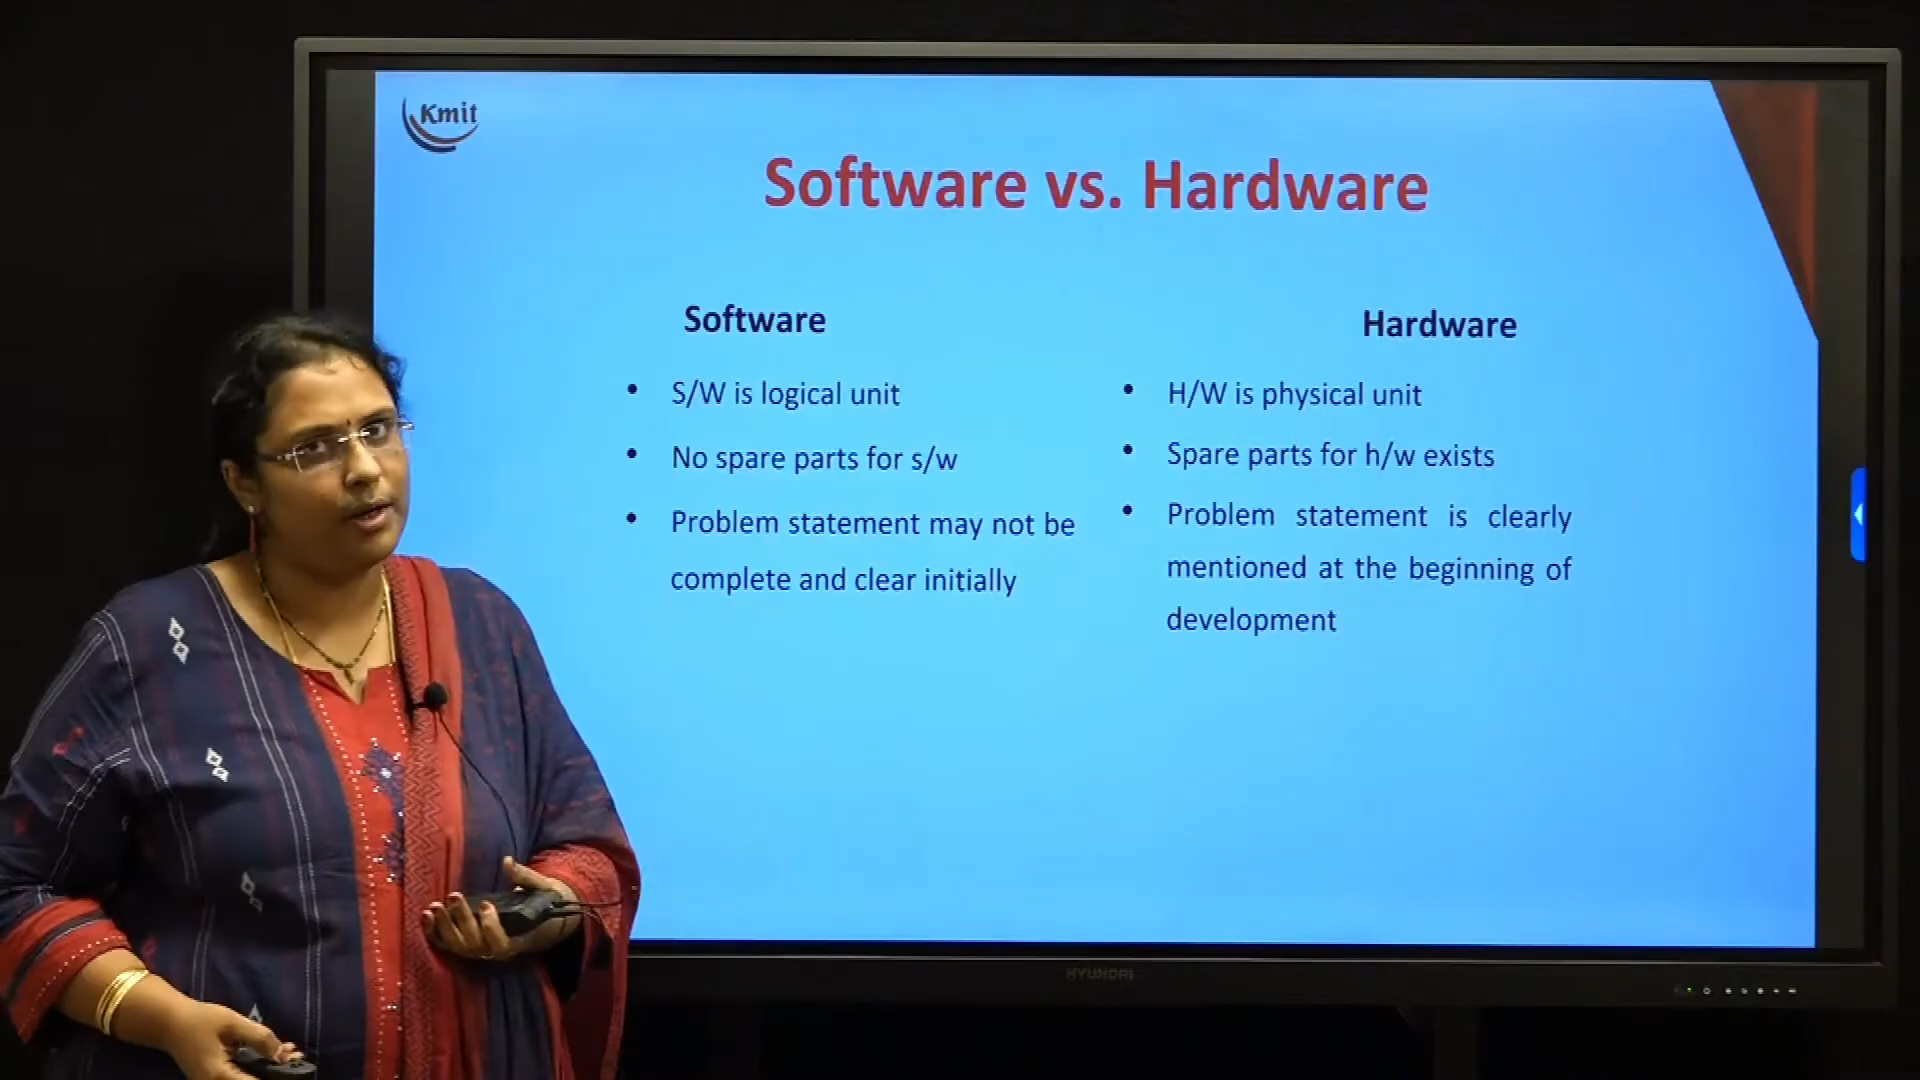 Kmit
Software vs. Hardware
Software
• S/W is logical unit
• No spare parts for s/w
• Problem statement may not be
complete and clear initially
Hardware
• H/W is physical unit
• Spare parts for h/w exists
• Problem statement is clearly
mentioned at the beginning of
development
HYUNDAI